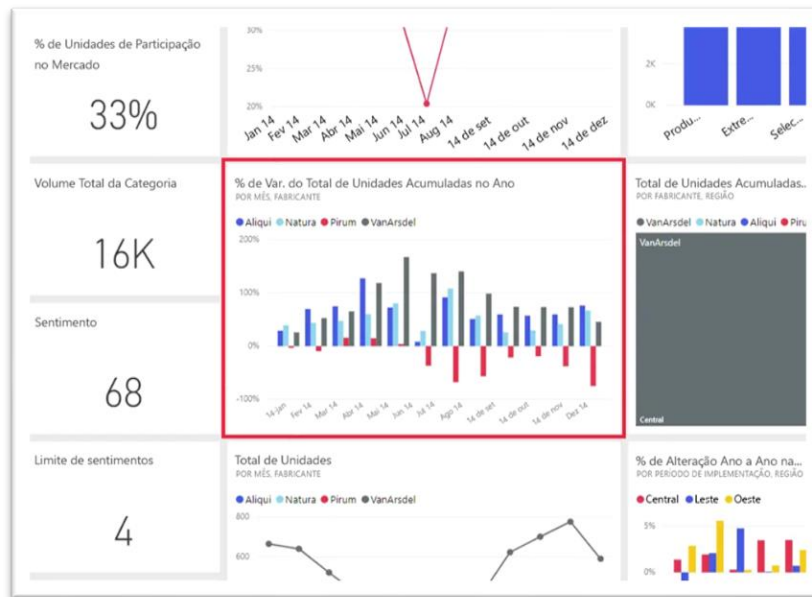 % de Unidades de Participação
no Mercado
33%
30%
20%
Jan 14
Fev 14
Mar 14
Abr 14
Mai 14
Jun 14
Jul 14
Aug 14
14 de set
14 de out
14 de nov
14 de dez
2K
0K
Produ...
Extre...
Selec...
Volume Total da Categoria
16K
% de Var. do Total de Unidades Acumuladas no Ano
POR MÊS, FABRICANTE
Aliqui Natura Pirum VanArsdel
200%
100%
0%
-100%
14-jan
Fev 14
Mar 14
Abr 14
Mai 14
Jun 14
Jul 14
Ago 14
14 de set
14 de out
14 de nov
Dez 14
Total de Unidades Acumuladas...
POR FABRICANTE, REGIÃO
VanArsdel Natura Aliqui Piru
VanArsdel
Central
Sentimento
68
Limite de sentimentos
4
Total de Unidades
POR MÊS, FABRICANTE
Aliqui Natura Pirum VanArsdel
800
600
% de Alteração Ano a Ano na...
POR PERIODO DE IMPLEMENTAÇÃO, REGIÃO
Central Leste Oeste
5%
0%